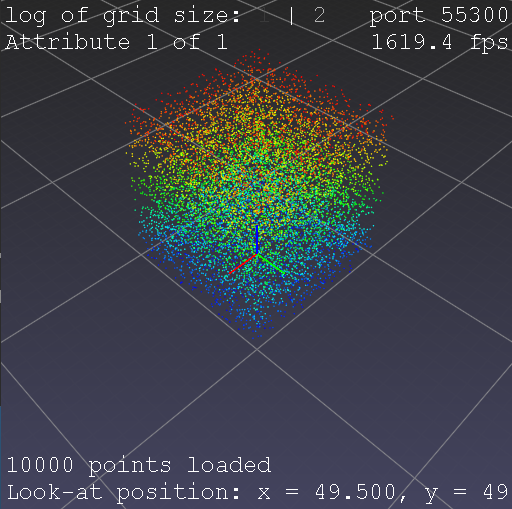 log of grid size: 1 | 2 port 55300
Attribute 1 of 1 1619.4 fps
10000 points loaded
Look-at position: x = 49.500, y = 49